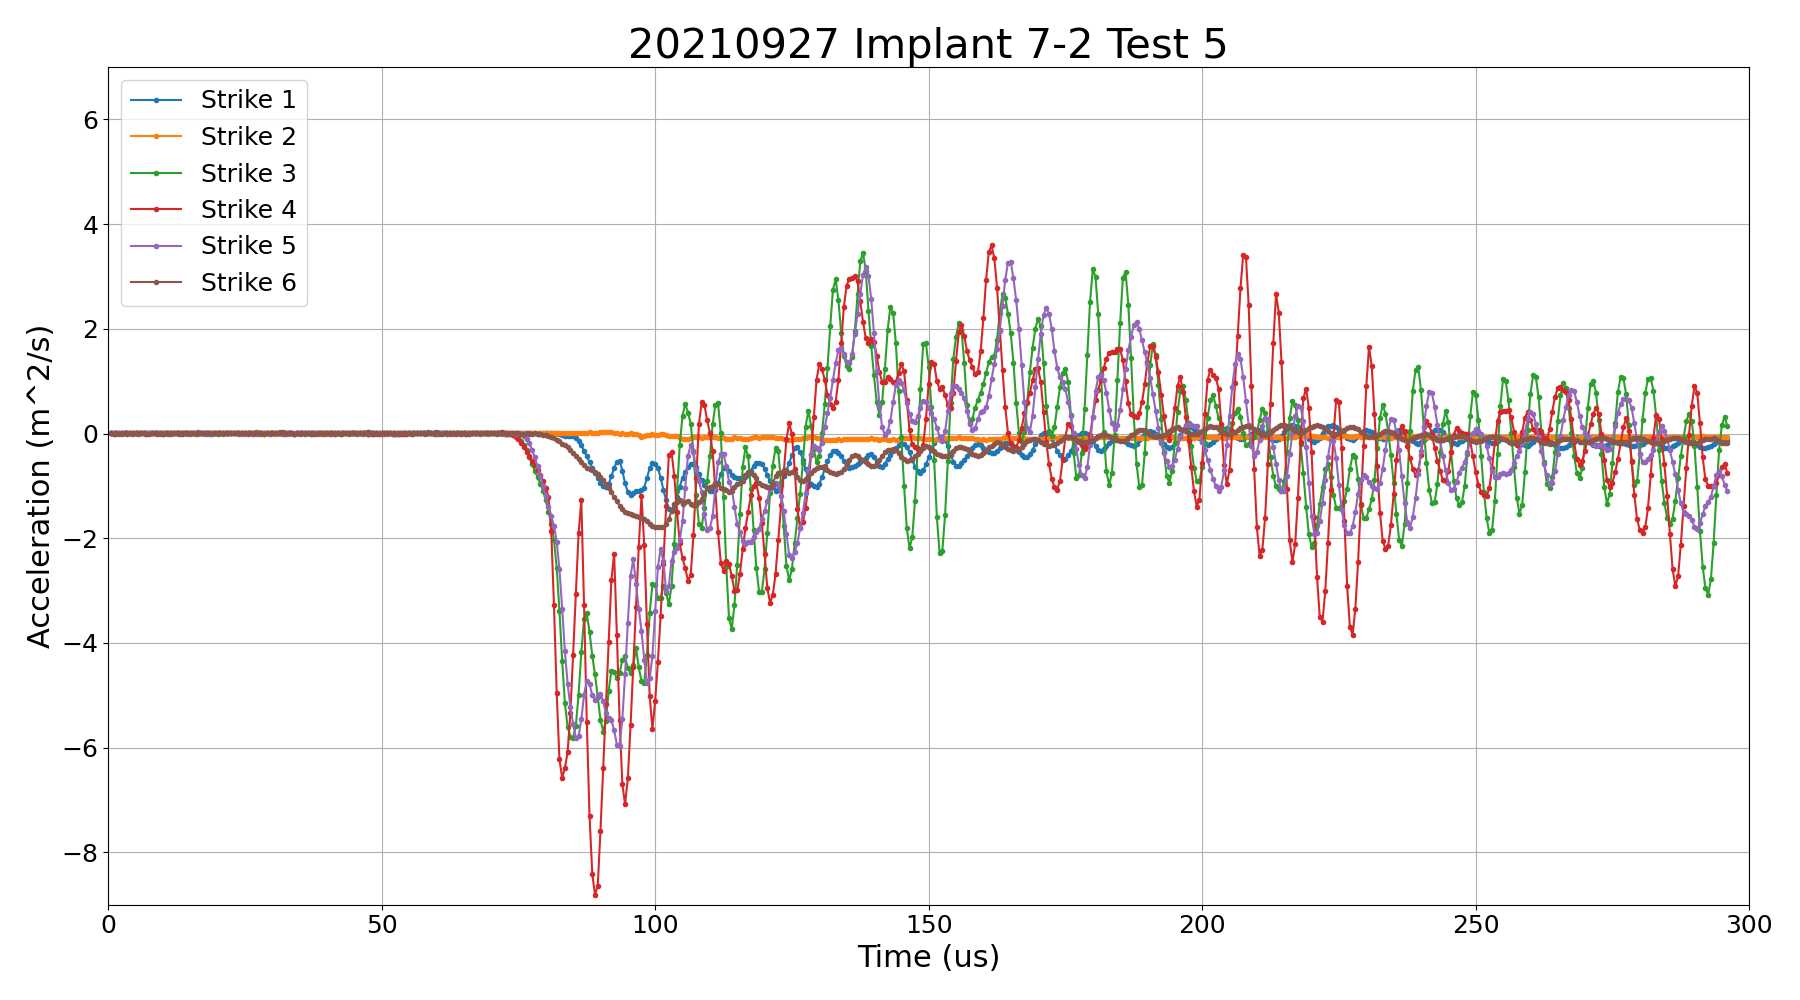 20210927 Implant 7-2 Test 5
Strike 1
Strike 2
Strike 3
Strike 4
Strike 5
Strike 6
Acceleration (m^2/s)
6
4
2
0
−2
−4
−6
−8
0 50 100 150 200 250 300
Time (us)